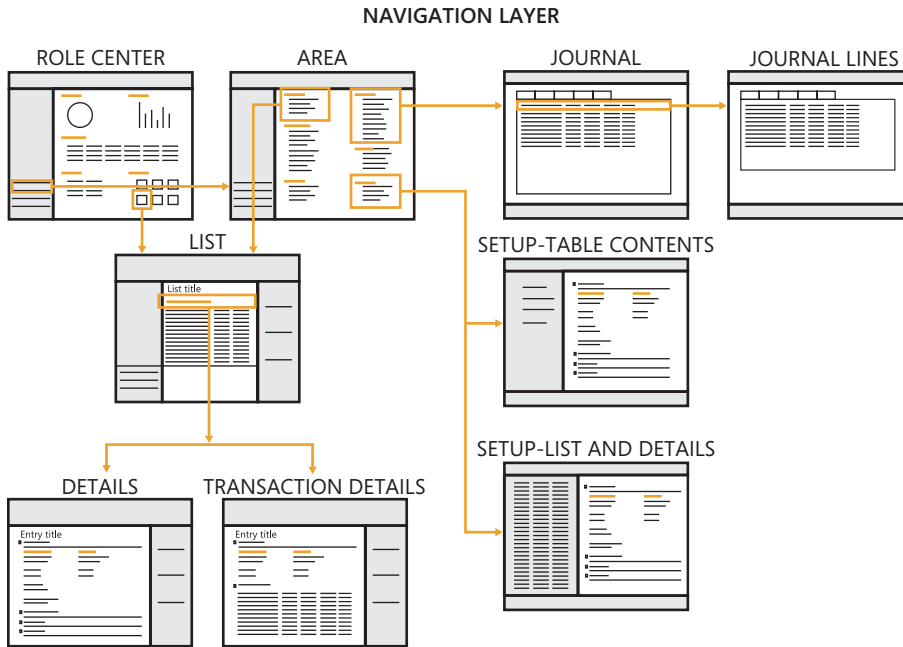 NAVIGATION LAYER
ROLE CENTER
AREA
JOURNAL
JOURNAL LINES
LIST
List title
SETUP-TABLE CONTENTS
SETUP-LIST AND DETAILS
DETAILS
TRANSACTION DETAILS
Entry title
Entry title